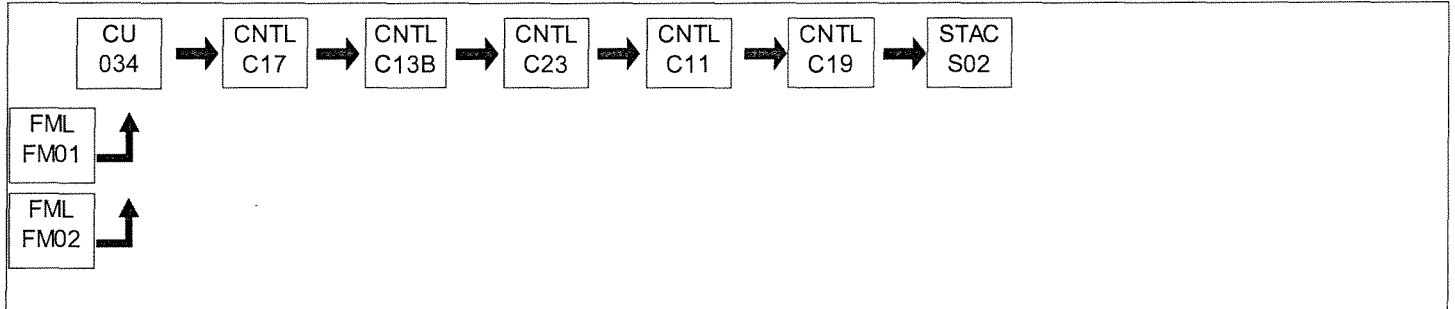 CU
034
CNTL
C17
CNTL
C13B
CNTL
C23
CNTL
C11
CNTL
C19
STAC
S02
FML
FM01
FML
FM02